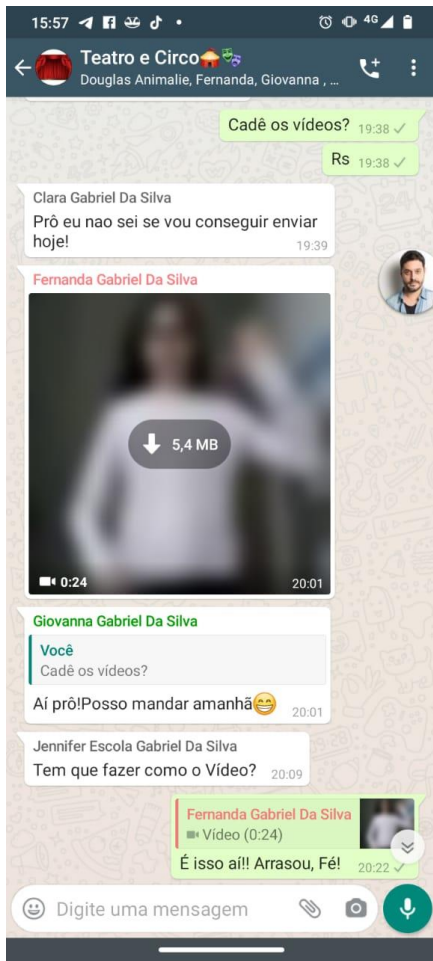 15:57
4G
Teatro e Circo
Douglas Animalie, Fernanda, Giovanna , ...
Cadê os vídeos? 19:38
Rs 19:38
Clara Gabriel Da Silva
Prô eu nao sei se vou conseguir enviar
hoje!
19:39
Fernanda Gabriel Da Silva
5,4 MB
0:24
20:01
Giovanna Gabriel Da Silva
Você
Cadê os vídeos?
Aí prô!Posso mandar amanhã
20:01
Jennifer Escola Gabriel Da Silva
Tem que fazer como o Vídeo? 20:09
Fernanda Gabriel Da Silva
Vídeo (0:24)
É isso aí!! Arrasou, Fé! 20:22
Digite uma mensagem